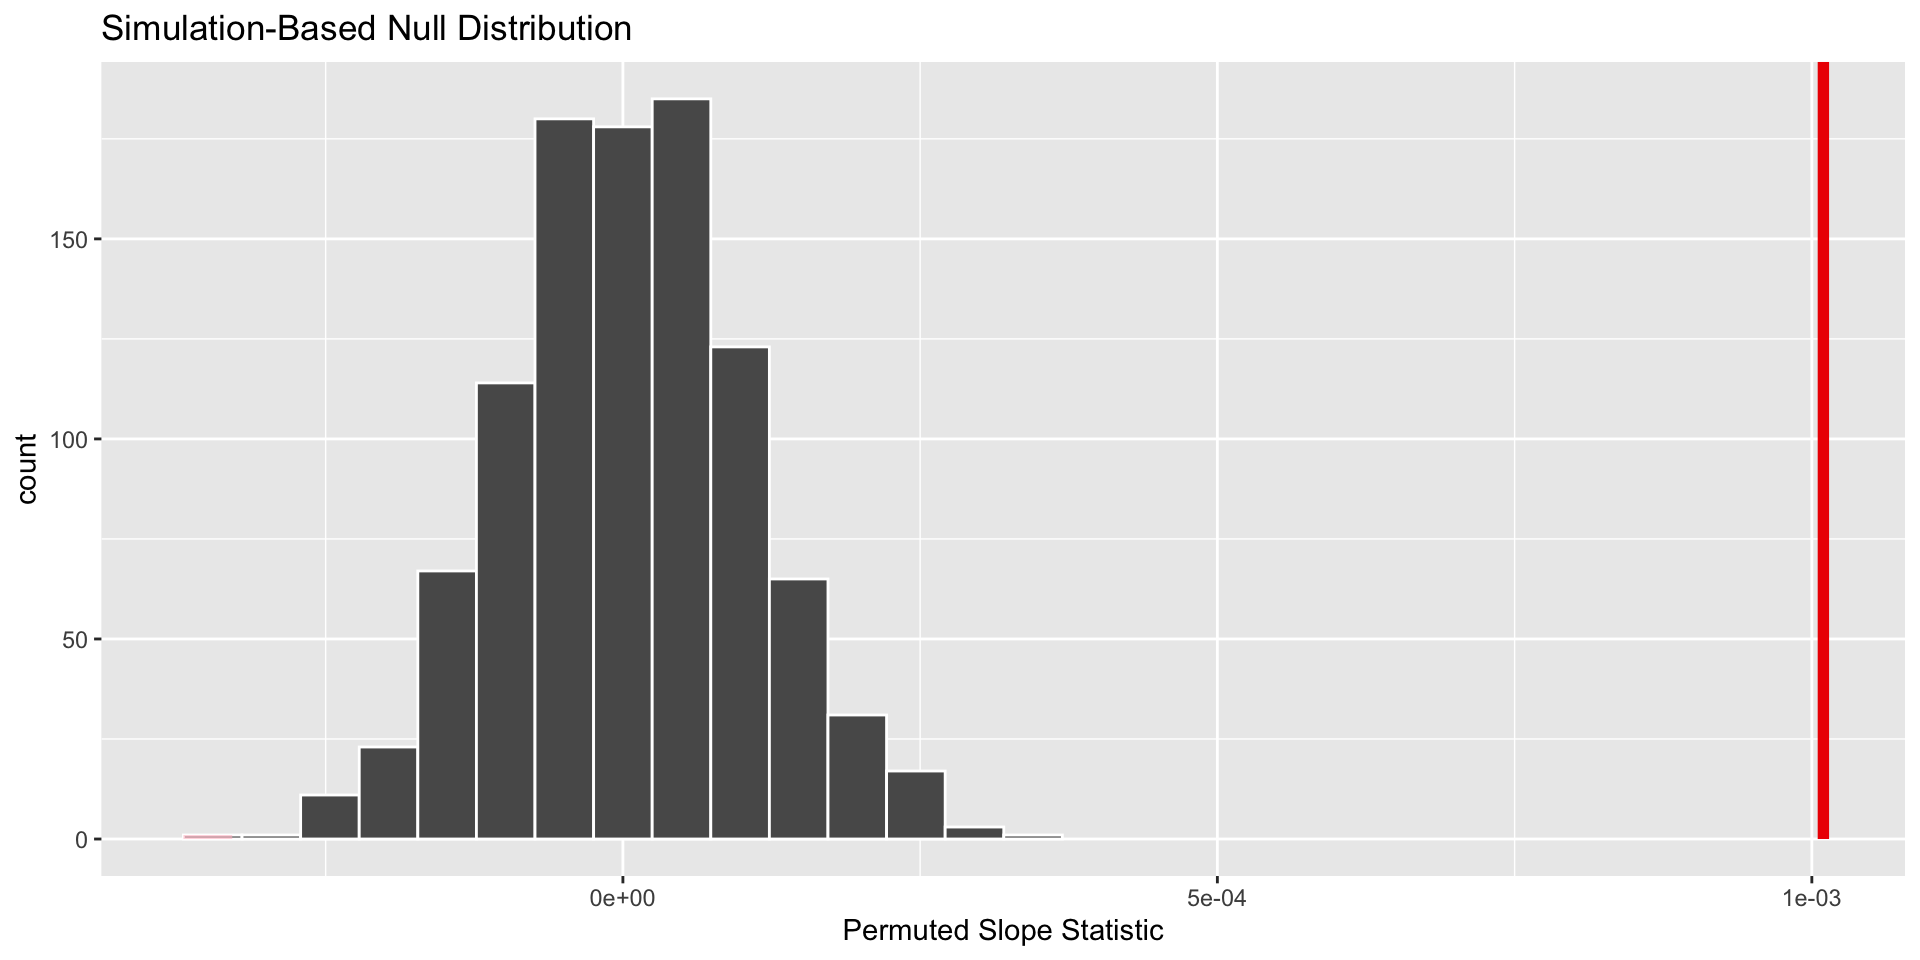 Simulation-Based Null Distribution
count
150
100
50
0
0e+00
5e-04
1e-03
Permuted Slope Statistic